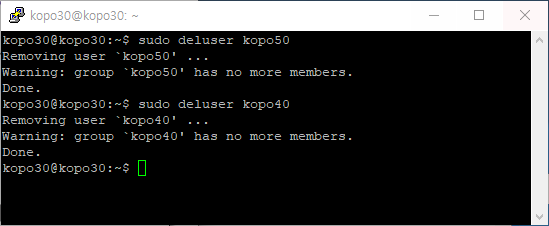 kopo30@kopo30: ~
kopo30@kopo30:~$ sudo deluser kopo50
Removing user `kopo50' ...
Warning: group `kopo50' has no more members.
Done.
kopo30@kopo30:~$ sudo deluser kopo40
Removing user `kopo40' ...
Warning: group `kopo40' has no more members.
Done.
kopo30@kopo30:~$